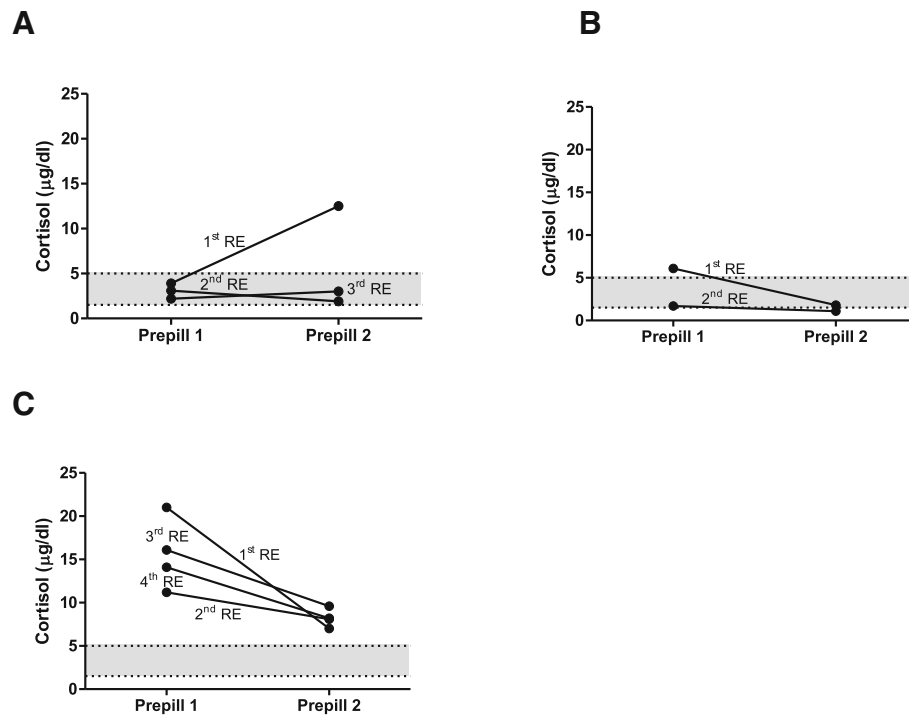 A
Cortisol (µg/dl)
25
20
15
10
5
0
1st RE
2nd RE
3rd RE
Prepill 1
Prepill 2
B
Cortisol (µg/dl)
25
20
15
10
5
0
1st RE
2nd RE
Prepill 1
Prepill 2
C
Cortisol (µg/dl)
25
20
15
10
5
0
3rd RE
1st RE
4th RE
2nd RE
Prepill 1
Prepill 2